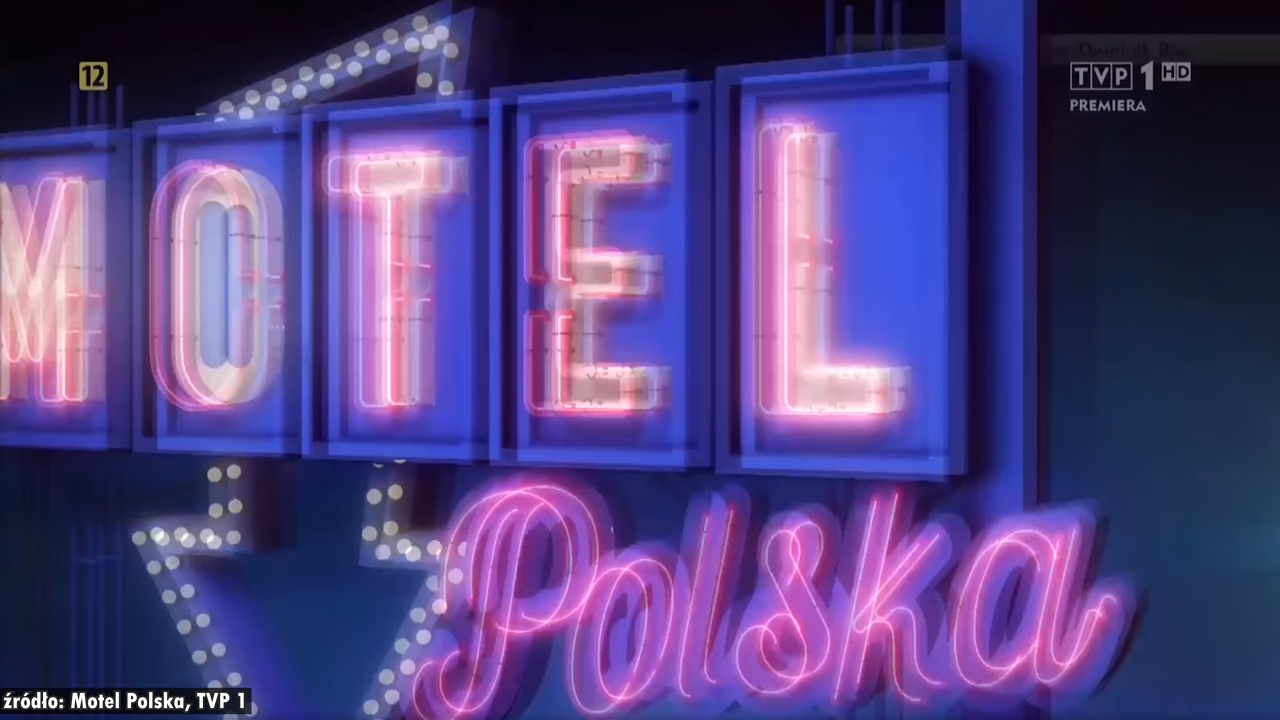 12
TVP 1 HD
PREMIERA
MOTEL
Polska
źródło: Motel Polska, TVP 1